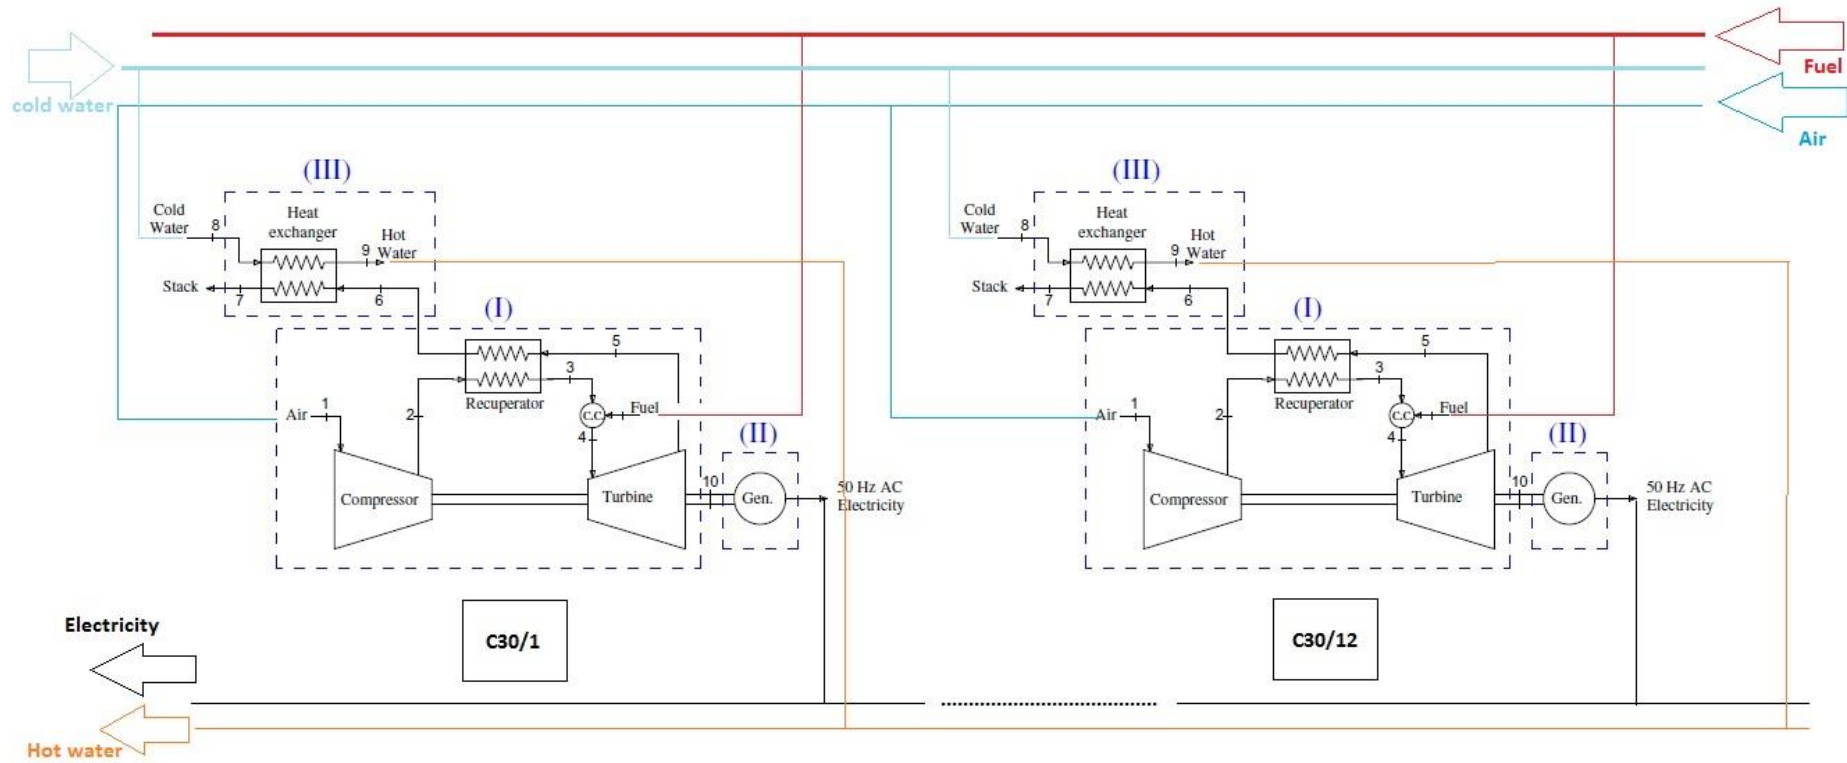 Fuel
cold water
Air
(III)
Cold
Water
8
Heat
exchanger
9
Hot
Water
Stack
7
6
(I)
5
3
Recuperator
Air
1
2
C.C.
Fuel
4
(II)
Compressor
Turbine
10
Gen.
50 Hz AC
Electricity
(III)
Cold
Water
8
Heat
exchanger
9
Hot
Water
Stack
7
6
(I)
5
3
Recuperator
Air
1
2
C.C.
Fuel
4
(II)
Compressor
Turbine
10
Gen.
50 Hz AC
Electricity
Electricity
C30/1
C30/12
Hot water